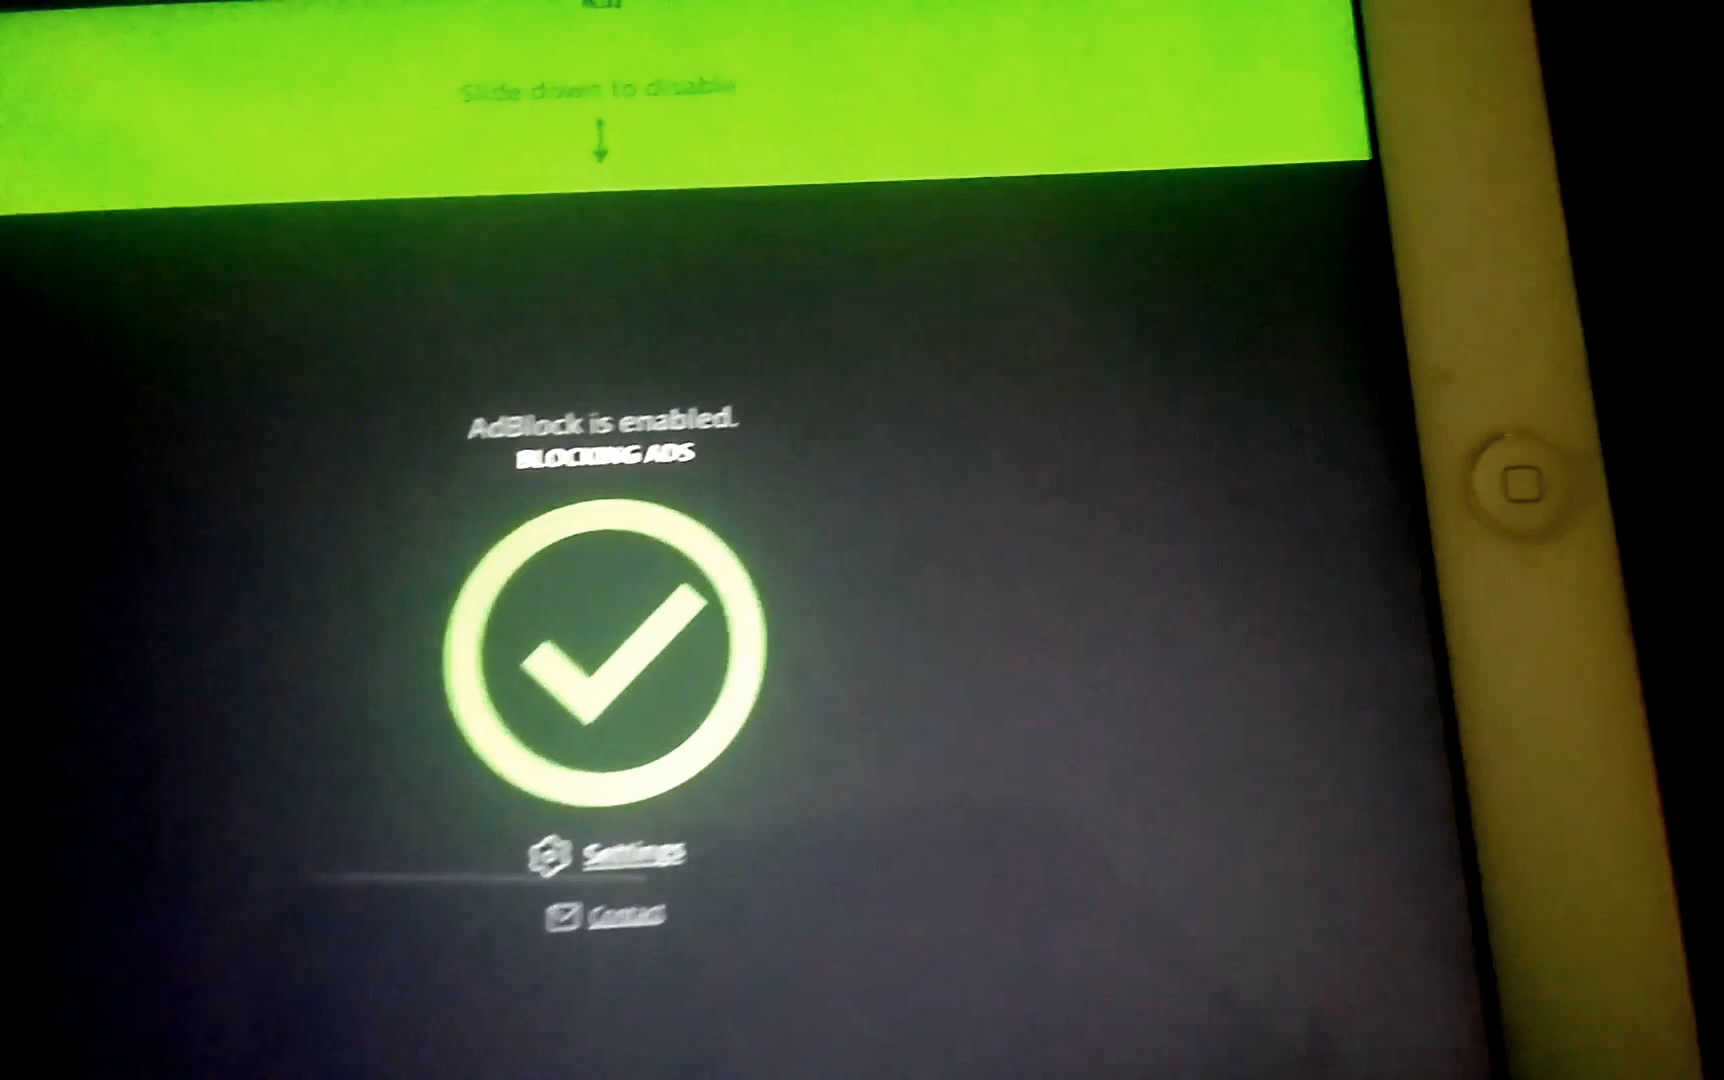 Slide down to disable
AdBlock is enabled.
BLOCKING ADS
Settings
Contact